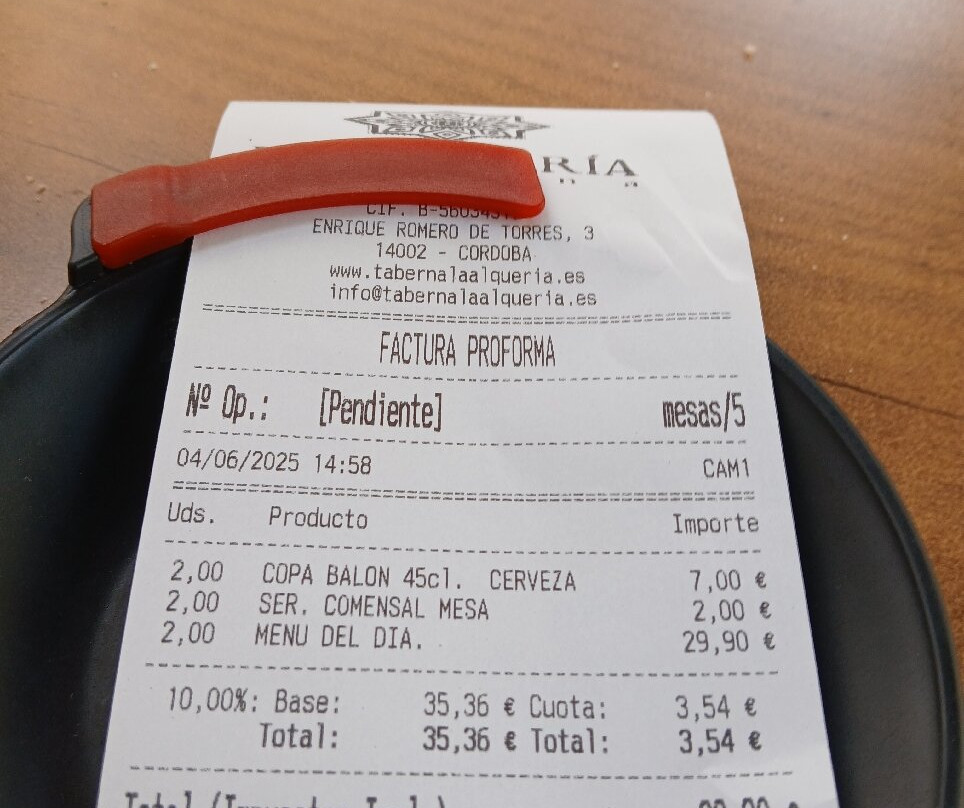 RÍA
n a
CIF.
ENRIQUE ROMERO DE TORRES, 3
14002 - CORDOBA
www.tabernalaalqueria.es
info@tabernalaalqueria.es
FACTURA PROFORMA
Nº Op.: [Pendiente] mesas/5
04/06/2025 14:58 CAM1
Uds. Producto Importe
2,00 COPA BALON 45cl. CERVEZA 7,00 €
2,00 SER. COMENSAL MESA 2,00 €
2,00 MENU DEL DIA. 29,90 €
10,00%: Base: 35,36 € Cuota: 3,54 €
Total: 35,36 € Total: 3,54 €